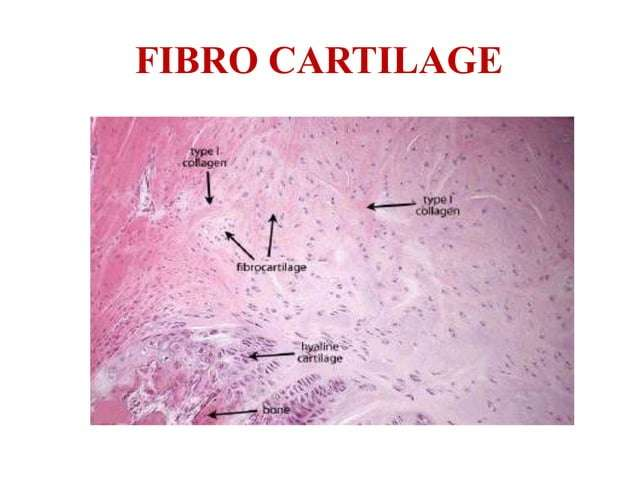 FIBRO CARTILAGE
type I
collagen
type I
collagen
fibrocartilage
hyaline
cartilage
bone